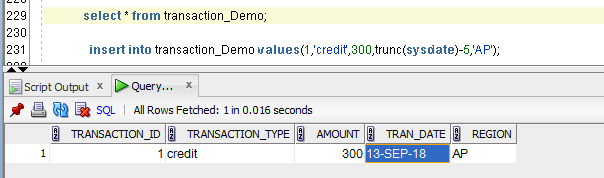 229 select * from transaction_Demo;
230
231 insert into transaction_Demo values(1,'credit',300,trunc(sysdate)-5,'AP');
Script Output x Query... x
SQL | All Rows Fetched: 1 in 0.016 seconds
TRANSACTION_ID TRANSACTION_TYPE AMOUNT TRAN_DATE REGION
1 1 credit 300 13-SEP-18 AP